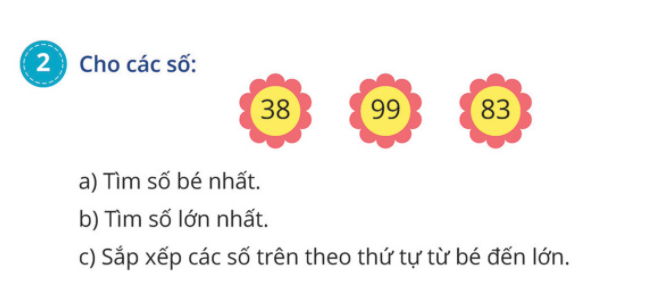 2 Cho các số:
38 99 83
a) Tìm số bé nhất.
b) Tìm số lớn nhất.
c) Sắp xếp các số trên theo thứ tự từ bé đến lớn.